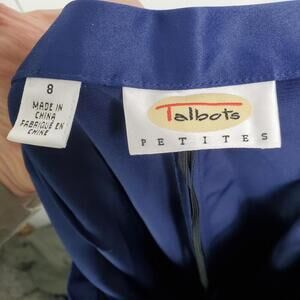 8
MADE IN
CHINA
FABRIQUÉ EN
CHINE
Talbots
PETITES